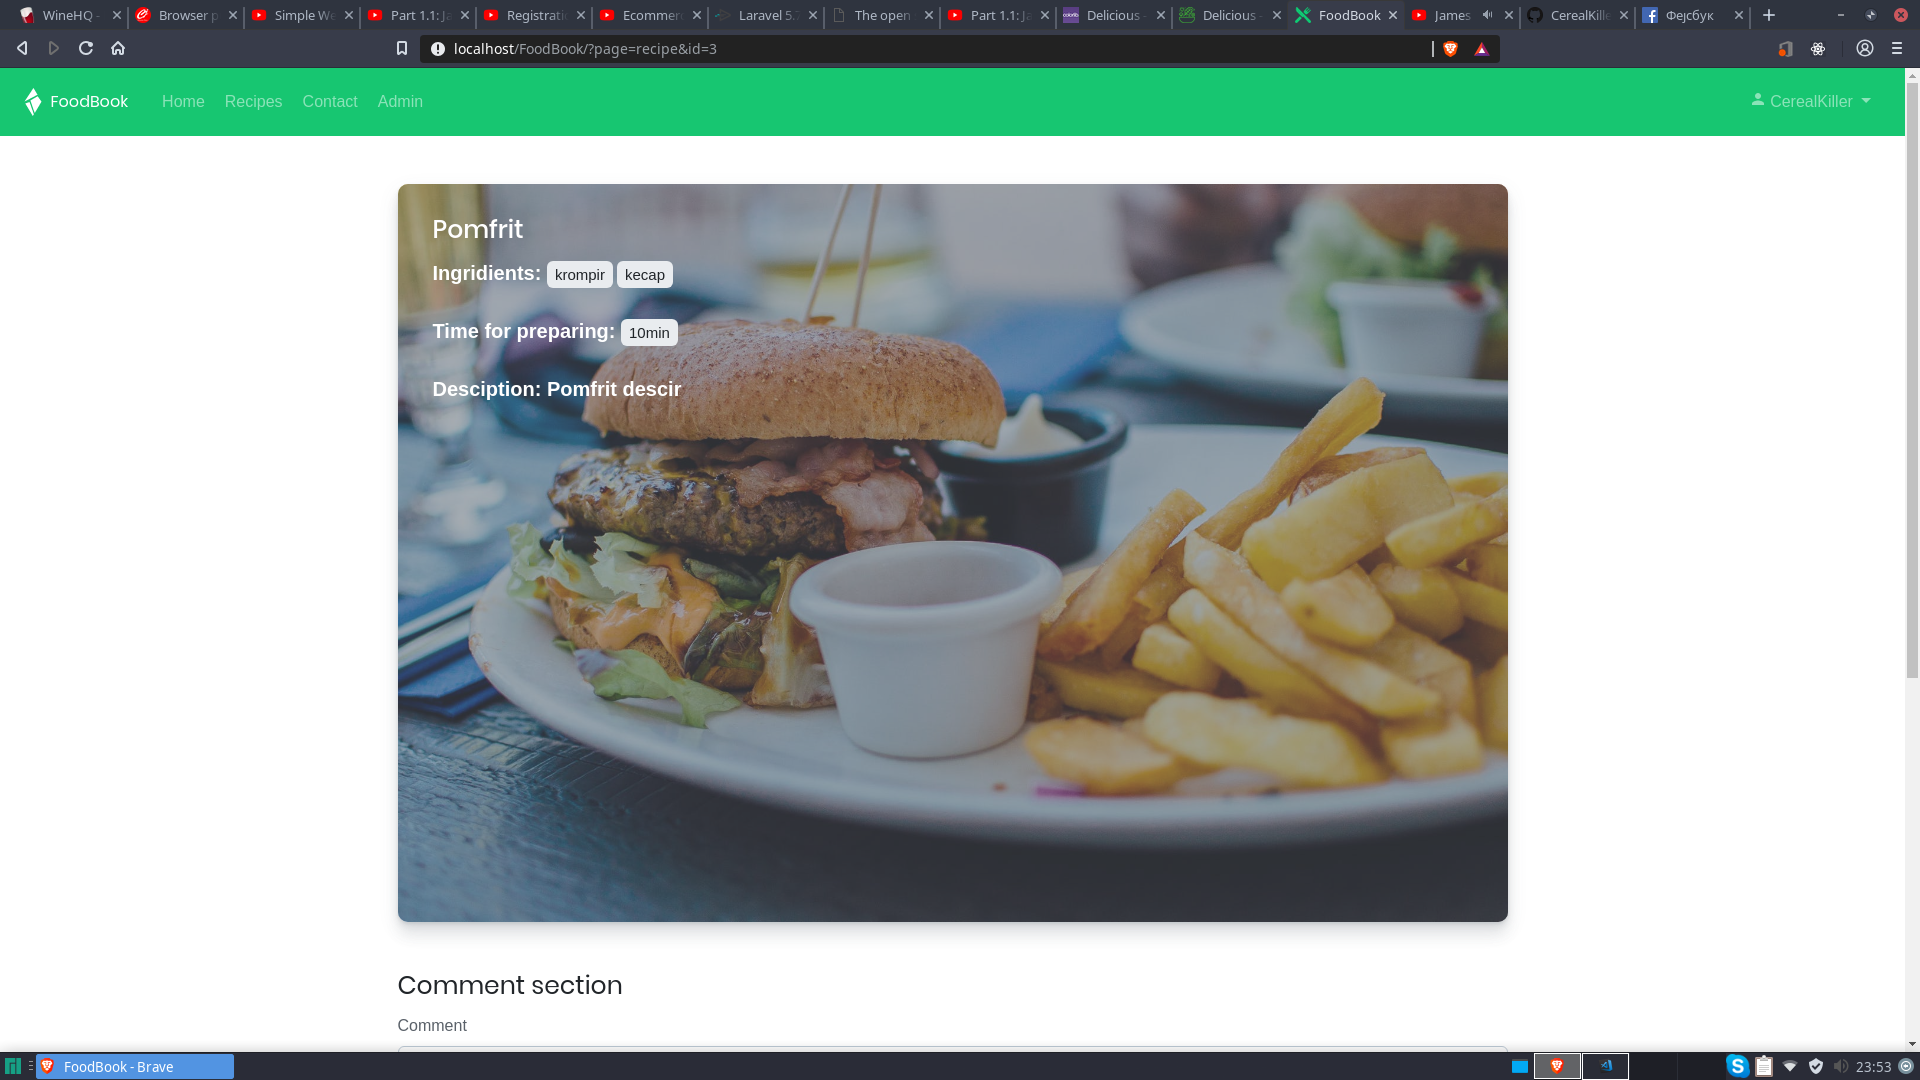 WineHQ -
Browser p
Simple We
Part 1.1: Ja
Registrati
Ecommerc
Laravel 5.7
The open
Part 1.1: Ja
Delicious -
Delicious -
FoodBook
James
CerealKille
Фејсбук
localhost/FoodBook/?page=recipe&id=3
FoodBook Home Recipes Contact Admin CerealKiller
Pomfrit
Ingridients: krompir kecap
Time for preparing: 10min
Desciption: Pomfrit descir
Comment section
Comment
FoodBook - Brave
23:53